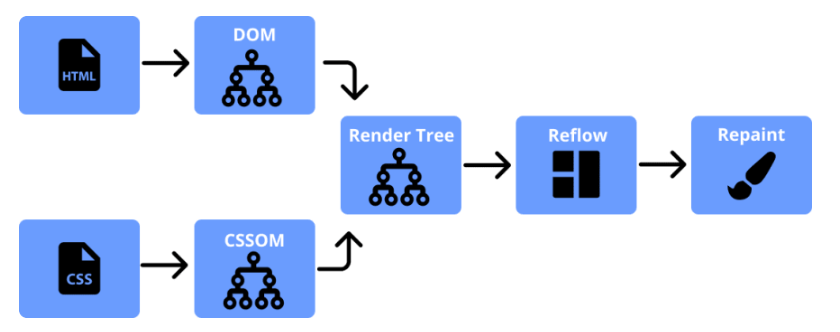 HTML
DOM
Render Tree
Reflow
Repaint
CSS
CSSOM